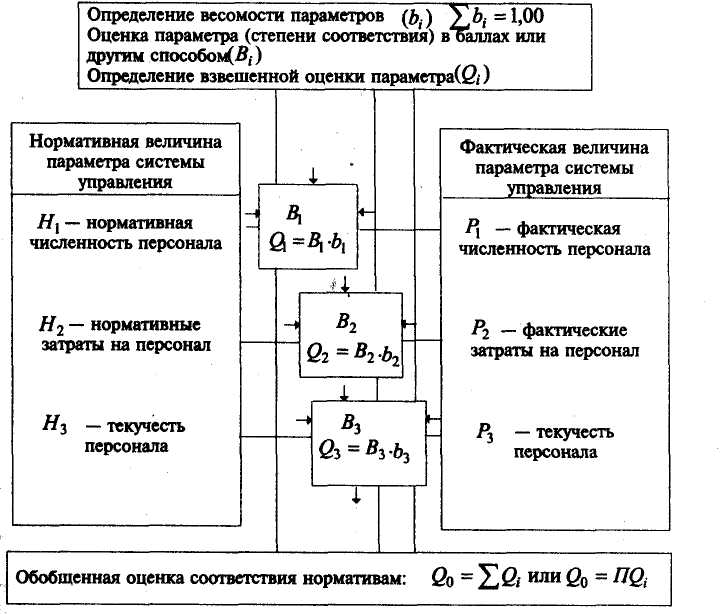 Определение весомости параметров (bᵢ) ∑bᵢ = 1,00
Оценка параметра (степени соответствия) в баллах или
другим способом(Bᵢ)
Определение взвешенной оценки параметра(Qᵢ)
Нормативная величина
параметра системы
управления
H₁ — нормативная
численность персонала
H₂ — нормативные
затраты на персонал
H₃ — текучесть
персонала
B₁
Q₁ = B₁·b₁
B₂
Q₂ = B₂·b₂
B₃
Q₃ = B₃·b₃
Фактическая величина
параметра системы
управления
P₁ — фактическая
численность персонала
P₂ — фактические
затраты на персонал
P₃ — текучесть
персонала
Обобщенная оценка соответствия нормативам: Q₀ = ∑Qᵢ или Q₀ = ПQᵢ